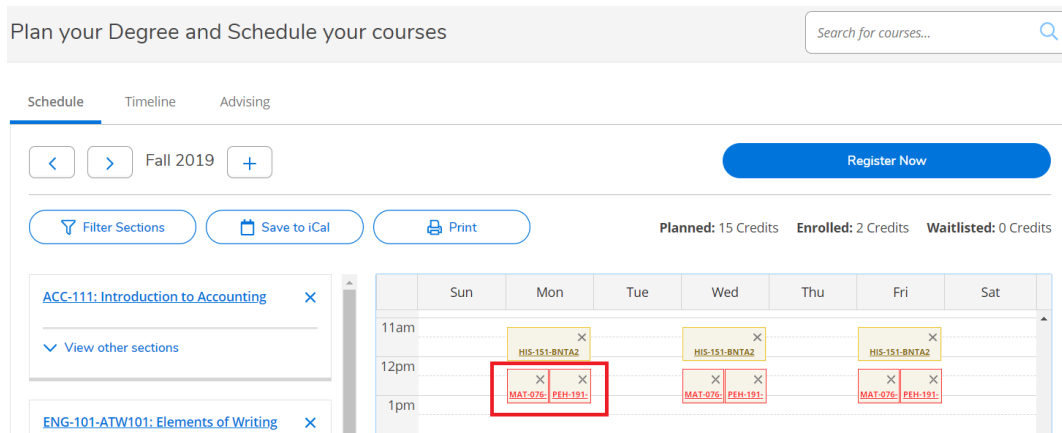 Plan your Degree and Schedule your courses
Search for courses...
Schedule Timeline Advising
Fall 2019
Register Now
Filter Sections Save to iCal Print Planned: 15 Credits Enrolled: 2 Credits Waitlisted: 0 Credits
ACC-111: Introduction to Accounting
View other sections
ENG-101-ATW101: Elements of Writing
Sun Mon Tue Wed Thu Fri Sat
11am
HIS-151-BNTA2 HIS-151-BNTA2 HIS-151-BNTA2
12pm
MAT-076- PEH-191- MAT-076- PEH-191- MAT-076- PEH-191-
1pm